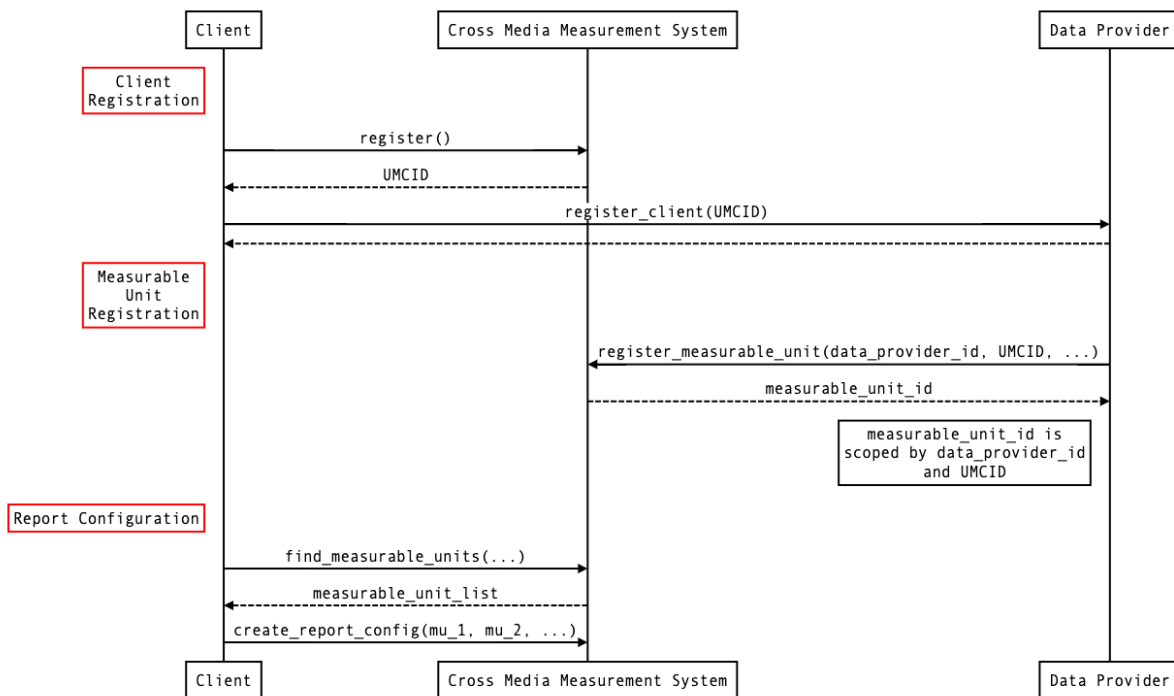 Client
Cross Media Measurement System
Data Provider
Client
Registration
register()
UMCID
register_client(UMCID)
Measurable
Unit
Registration
register_measurable_unit(data_provider_id, UMCID, ...)
measurable_unit_id
measurable_unit_id is
scoped by data_provider_id
and UMCID
Report Configuration
find_measurable_units(...)
measurable_unit_list
create_report_config(mu_1, mu_2, ...)
Client
Cross Media Measurement System
Data Provider